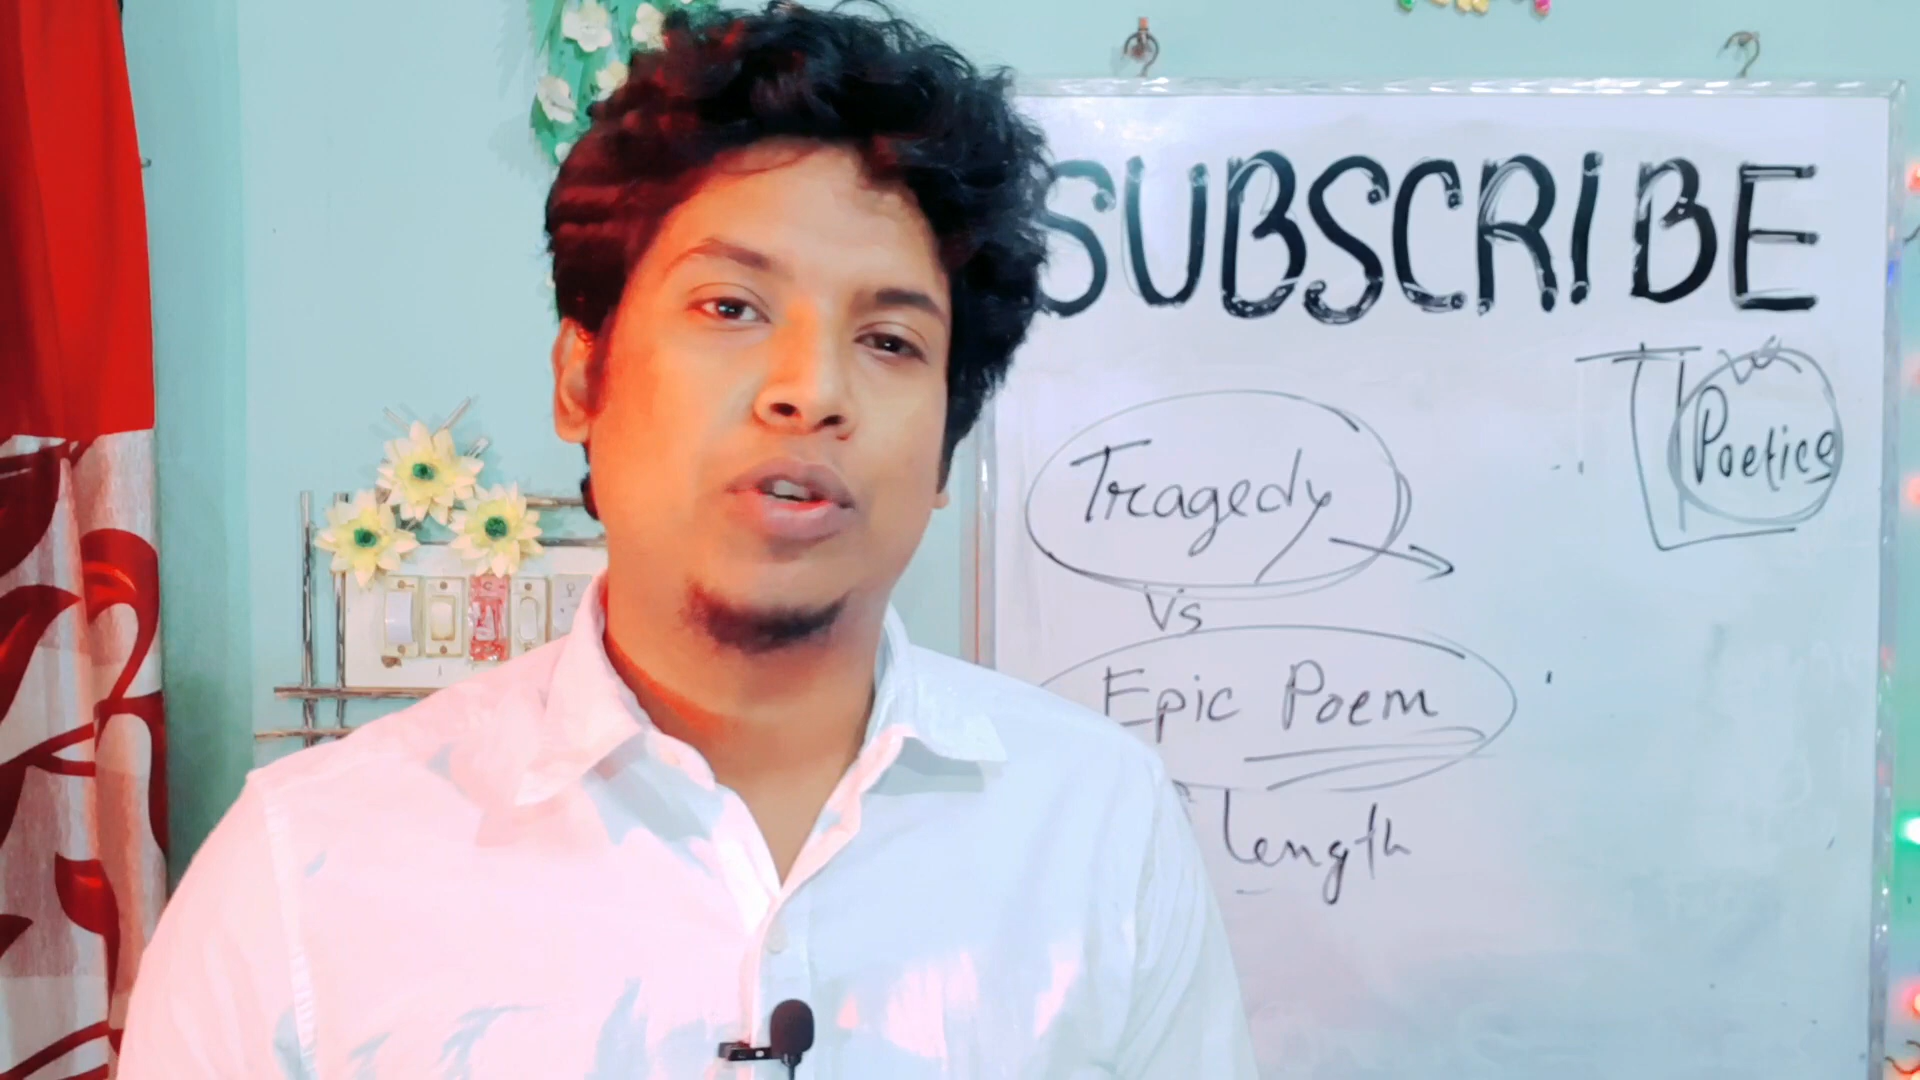 SUBSCRIBE
Poetics
Tragedy
Vs
Epic Poem
Length